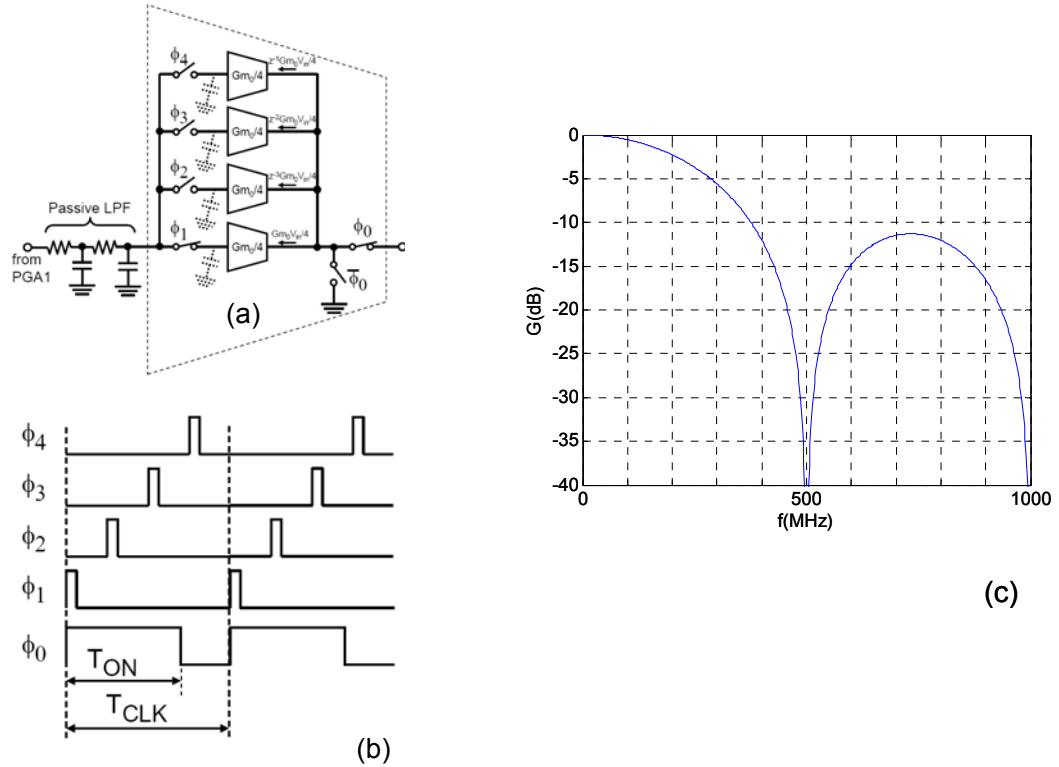 (a)
ϕ4
Gm0/4
z-1Gm0Vin/4
ϕ3
Gm0/4
z-2Gm0Vin/4
ϕ2
Gm0/4
z-3Gm0Vin/4
Passive LPF
ϕ1
Gm0/4
Gm0Vin/4
ϕ0
from
PGA1
ϕ̅0
(a)
ϕ4
ϕ3
ϕ2
ϕ1
ϕ0
TON
TCLK
(b)
0
-5
-10
-15
-20
-25
-30
-35
-40
G(dB)
0
500
1000
f(MHz)
(c)